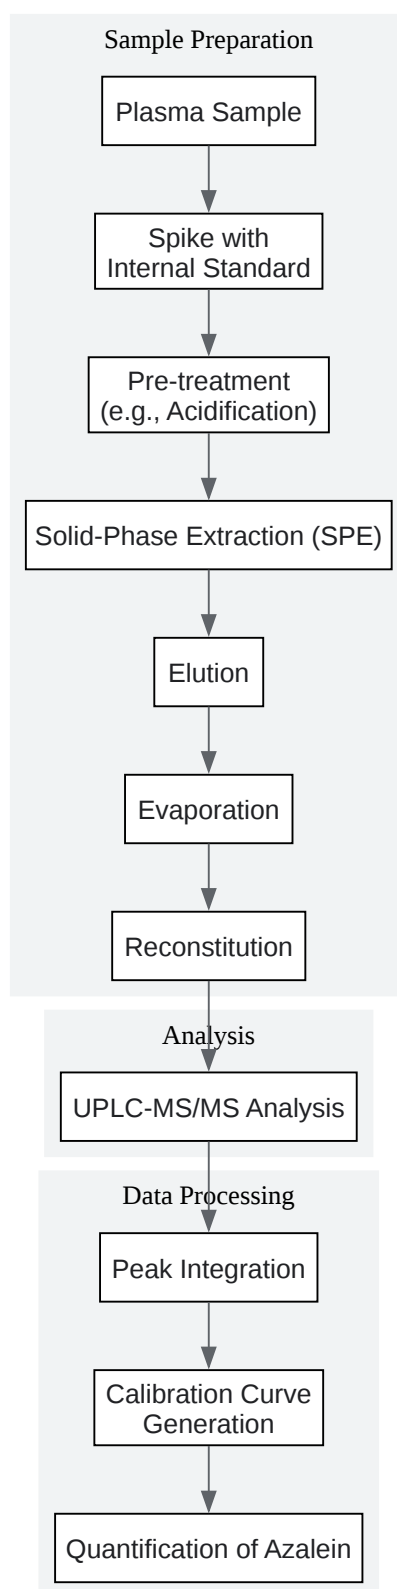 Sample Preparation
Plasma Sample
Spike with
Internal Standard
Pre-treatment
(e.g., Acidification)
Solid-Phase Extraction (SPE)
Elution
Evaporation
Reconstitution
Analysis
UPLC-MS/MS Analysis
Data Processing
Peak Integration
Calibration Curve
Generation
Quantification of Azalein